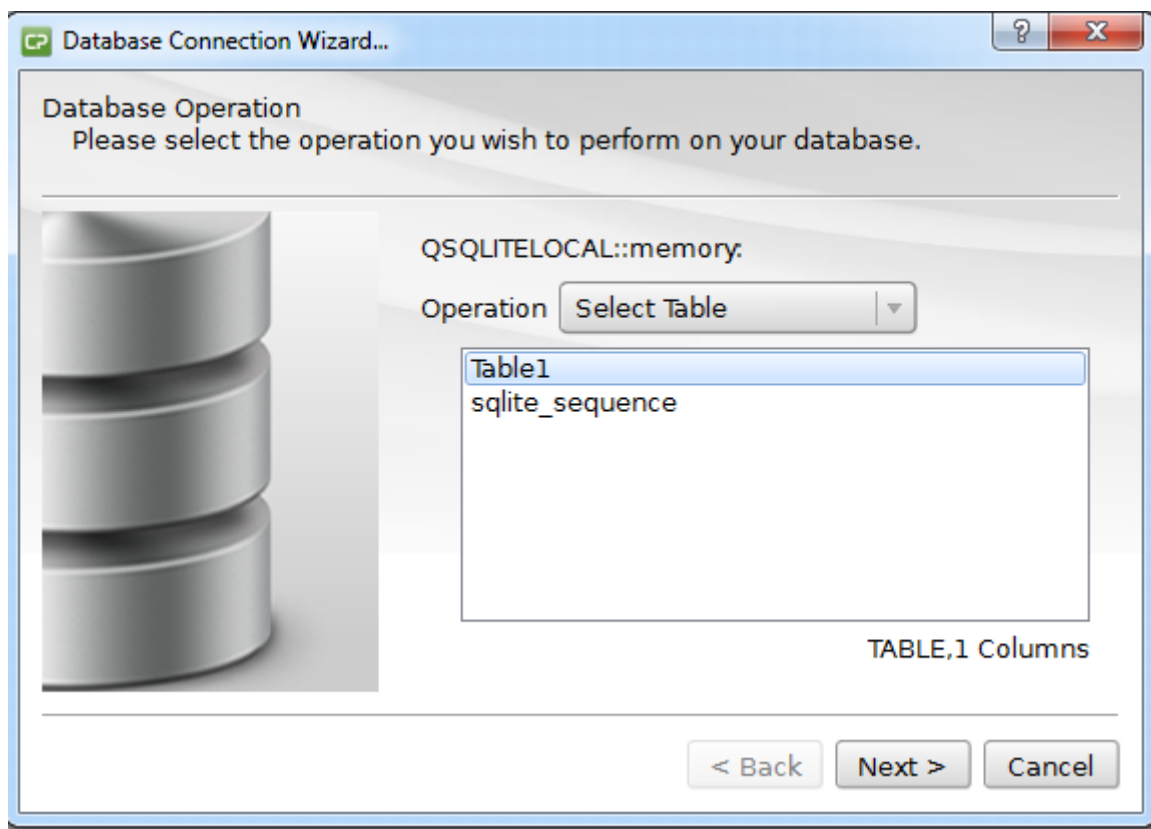 CP Database Connection Wizard...
? X
Database Operation
Please select the operation you wish to perform on your database.
QSQLITELOCAL::memory:
Operation Select Table
Table1
sqlite_sequence
TABLE,1 Columns
< Back Next > Cancel